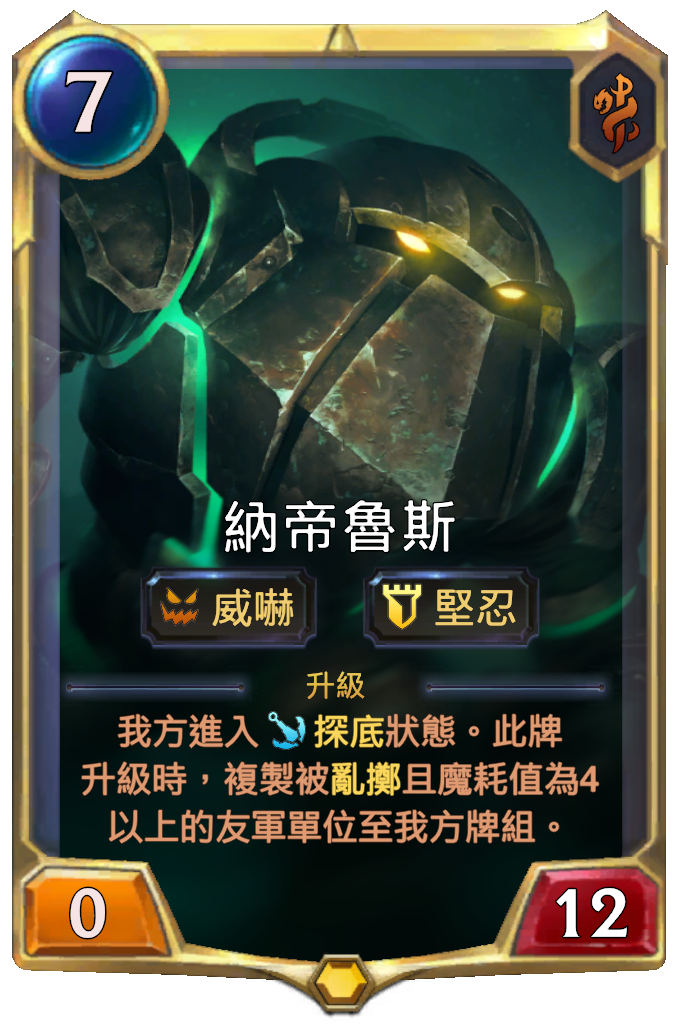 7
納帝魯斯
威嚇 堅忍
升級
我方進入探底狀態。此牌
升級時，複製被亂擲且魔耗值為4
以上的友軍單位至我方牌組。
0 12